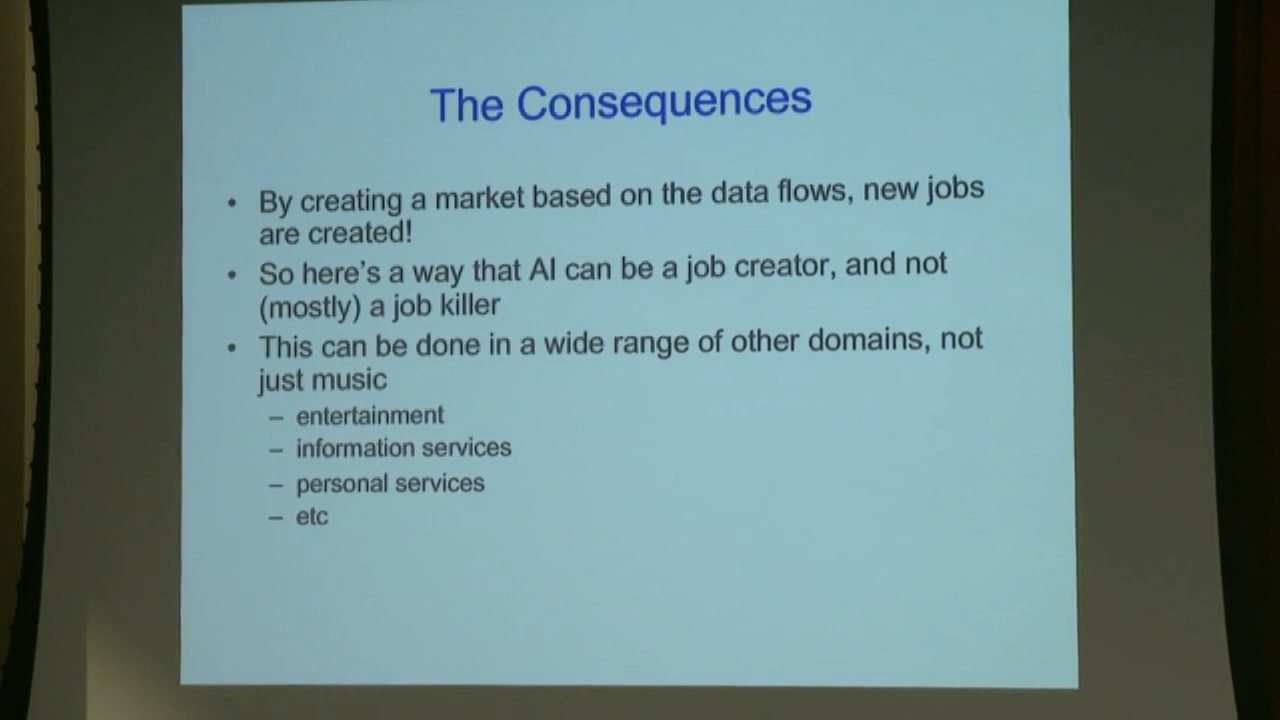 The Consequences
• By creating a market based on the data flows, new jobs
are created!
• So here's a way that AI can be a job creator, and not
(mostly) a job killer
• This can be done in a wide range of other domains, not
just music
– entertainment
– information services
– personal services
– etc